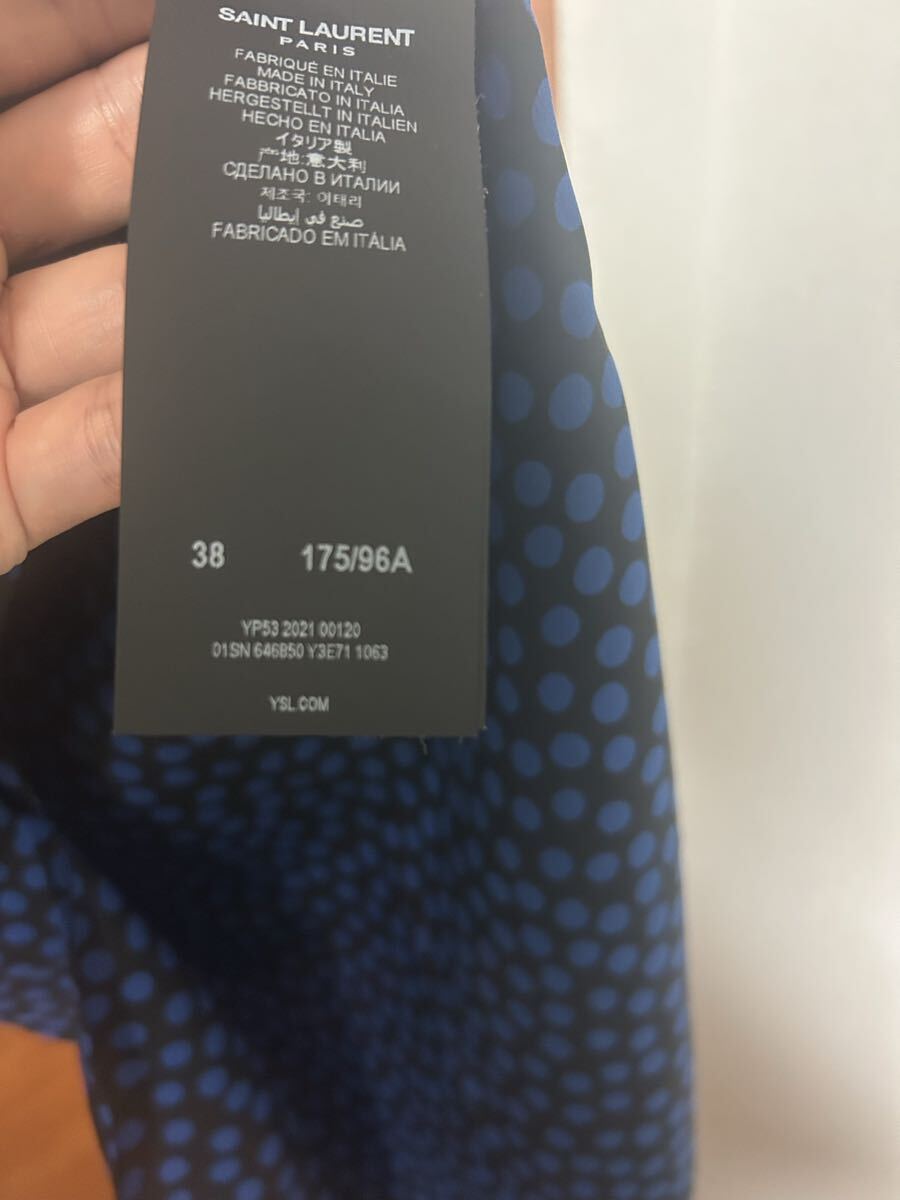 SAINT LAURENT
PARIS
FABRIQUÉ EN ITALIE
MADE IN ITALY
FABBRICATO IN ITALIA
HERGESTELLT IN ITALIEN
HECHO EN ITALIA
イタリア製
产地:意大利
СДЕЛАНО В ИТАЛИИ
제조국: 이태리
صنع في إيطاليا
FABRICADO EM ITÁLIA
38 175/96A
YP53 2021 00120
01SN 646B50 Y3E71 1063
YSL.COM